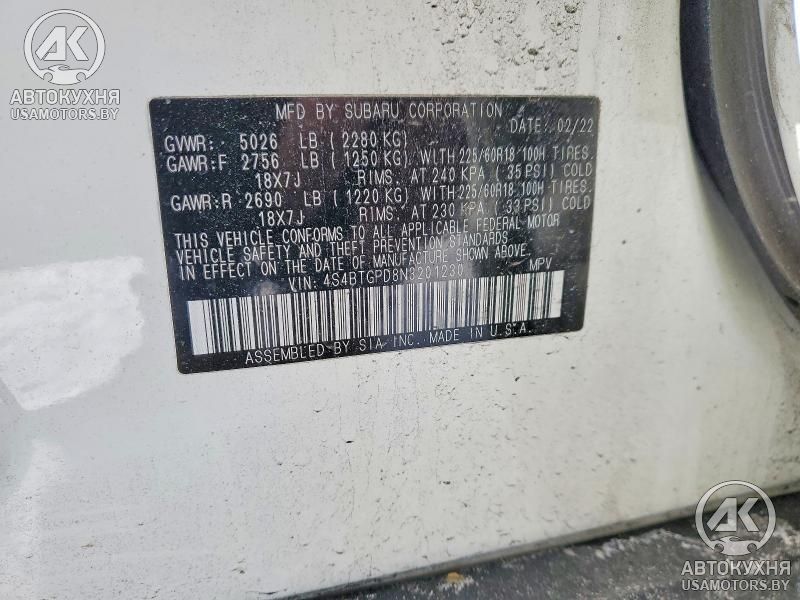 AK
АВТОКУХНЯ
USAMOTORS.BY
MFD BY SUBARU CORPORATION
DATE: 02/22
GVWR: 5026 LB ( 2280 KG)
GAWR:F 2756 LB ( 1250 KG) WITH 225/60R18 100H TIRES,
18X7J RIMS, AT 240 KPA ( 35 PSI) COLD
GAWR:R 2690 LB ( 1220 KG) WITH 225/60R18 100H TIRES,
18X7J RIMS, AT 230 KPA ( 33 PSI) COLD
THIS VEHICLE CONFORMS TO ALL APPLICABLE FEDERAL MOTOR
VEHICLE SAFETY AND THEFT PREVENTION STANDARDS
IN EFFECT ON THE DATE OF MANUFACTURE SHOWN ABOVE.
VIN: 4S4BTGPD8N3201230 MPV
ASSEMBLED BY SIA INC. MADE IN U.S.A.
AK
АВТОКУХНЯ
USAMOTORS.BY